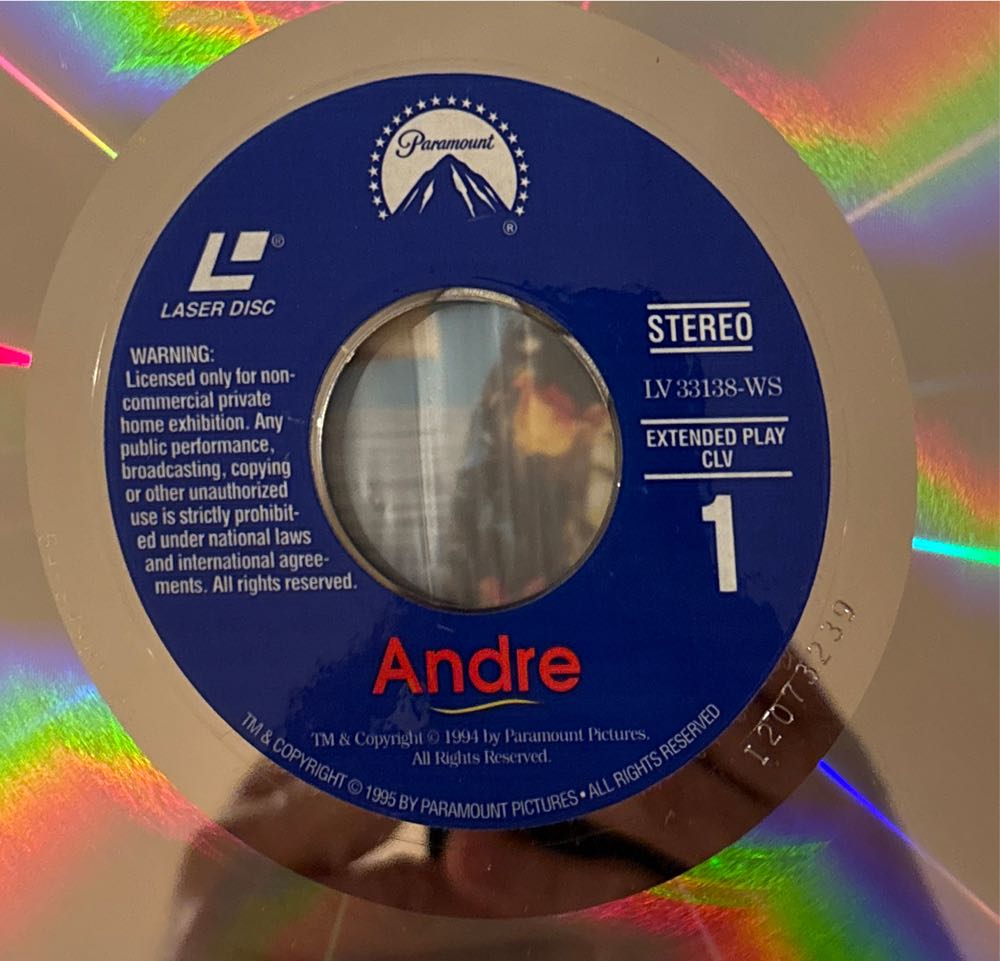 Paramount
®
®
LASER DISC
WARNING:
Licensed only for non-
commercial private
home exhibition. Any
public performance,
broadcasting, copying
or other unauthorized
use is strictly prohibit-
ed under national laws
and international agree-
ments. All rights reserved.
STEREO
LV 33138-WS
EXTENDED PLAY
CLV
1
Andre
TM & Copyright © 1994 by Paramount Pictures.
All Rights Reserved.
TM & COPYRIGHT © 1995 BY PARAMOUNT PICTURES • ALL RIGHTS RESERVED
12073239